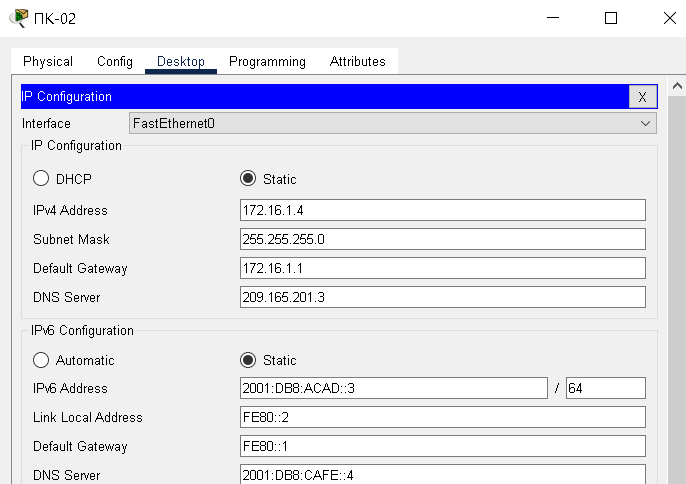 ПК-02
Physical Config Desktop Programming Attributes
IP Configuration X
Interface FastEthernet0
IP Configuration
DHCP Static
IPv4 Address 172.16.1.4
Subnet Mask 255.255.255.0
Default Gateway 172.16.1.1
DNS Server 209.165.201.3
IPv6 Configuration
Automatic Static
IPv6 Address 2001:DB8:ACAD::3 / 64
Link Local Address FE80::2
Default Gateway FE80::1
DNS Server 2001:DB8:CAFE::4